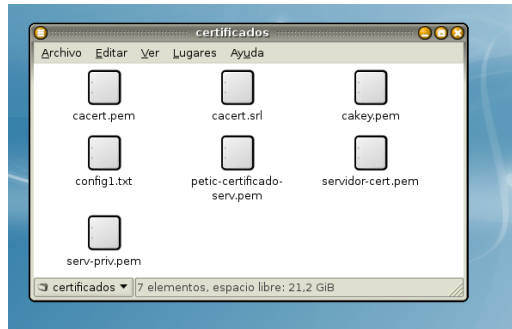 certificados
Archivo Editar Ver Lugares Ayuda
cacert.pem cacert.srl cakey.pem
config1.txt petic-certificado- servidor-cert.pem
serv.pem
serv-priv.pem
certificados 7 elementos, espacio libre: 21,2 GiB